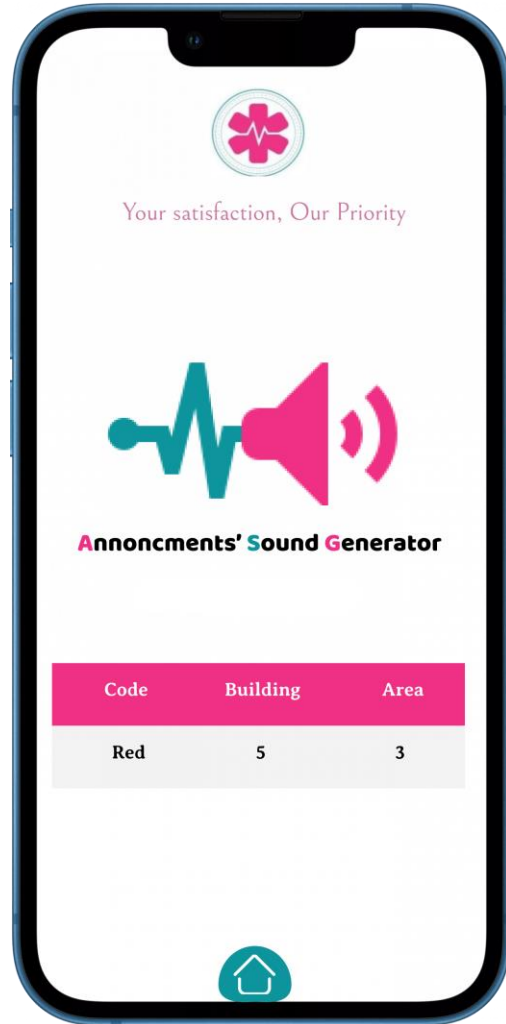 Your satisfaction, Our Priority
Annoncments’ Sound Generator
Code Building Area
Red 5 3